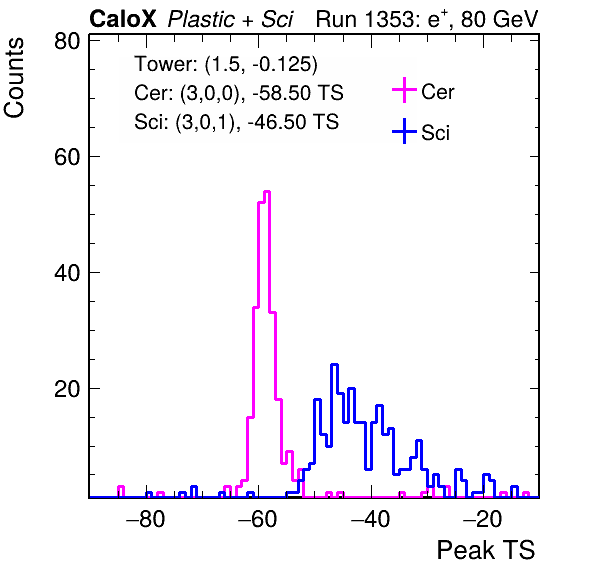 CaloX Plastic + Sci Run 1353: e⁺, 80 GeV
Counts
80
60
40
20
Tower: (1.5, -0.125)
Cer: (3,0,0), -58.50 TS
Sci: (3,0,1), -46.50 TS
Cer
Sci
−80 −60 −40 −20
Peak TS